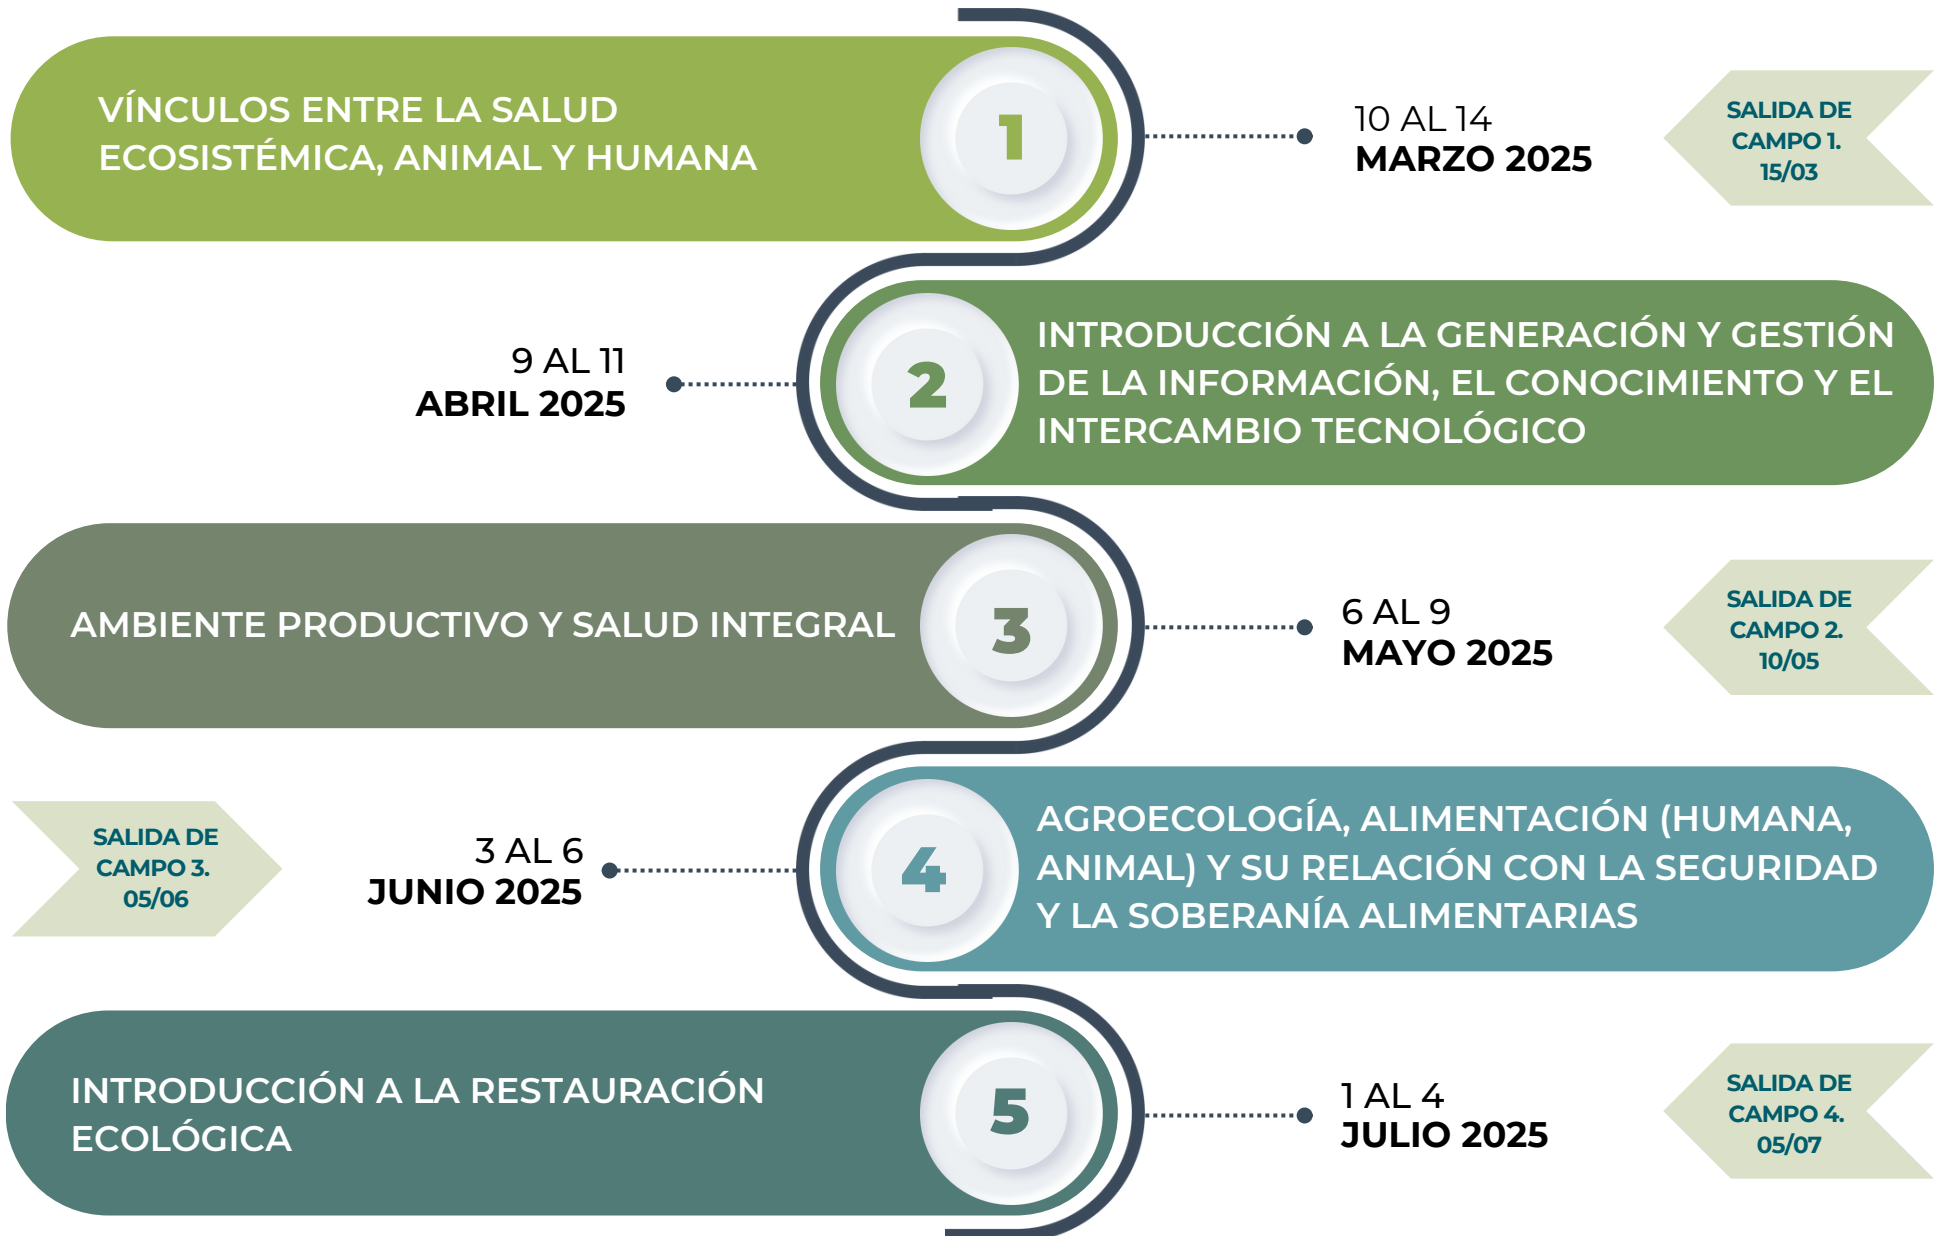 VÍNCULOS ENTRE LA SALUD
ECOSISTÉMICA, ANIMAL Y HUMANA
1
10 AL 14
MARZO 2025
SALIDA DE
CAMPO 1.
15/03
9 AL 11
ABRIL 2025
2
INTRODUCCIÓN A LA GENERACIÓN Y GESTIÓN
DE LA INFORMACIÓN, EL CONOCIMIENTO Y EL
INTERCAMBIO TECNOLÓGICO
AMBIENTE PRODUCTIVO Y SALUD INTEGRAL
3
6 AL 9
MAYO 2025
SALIDA DE
CAMPO 2.
10/05
SALIDA DE
CAMPO 3.
05/06
3 AL 6
JUNIO 2025
4
AGROECOLOGÍA, ALIMENTACIÓN (HUMANA,
ANIMAL) Y SU RELACIÓN CON LA SEGURIDAD
Y LA SOBERANÍA ALIMENTARIAS
INTRODUCCIÓN A LA RESTAURACIÓN
ECOLÓGICA
5
1 AL 4
JULIO 2025
SALIDA DE
CAMPO 4.
05/07